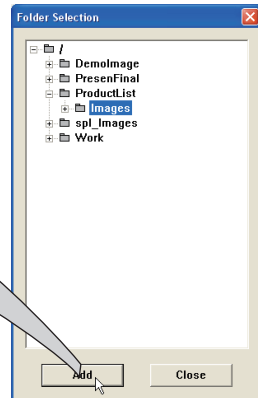 Folder Selection
/
DemoImage
PresenFinal
ProductList
Images
spl_Images
Work
Add
Close